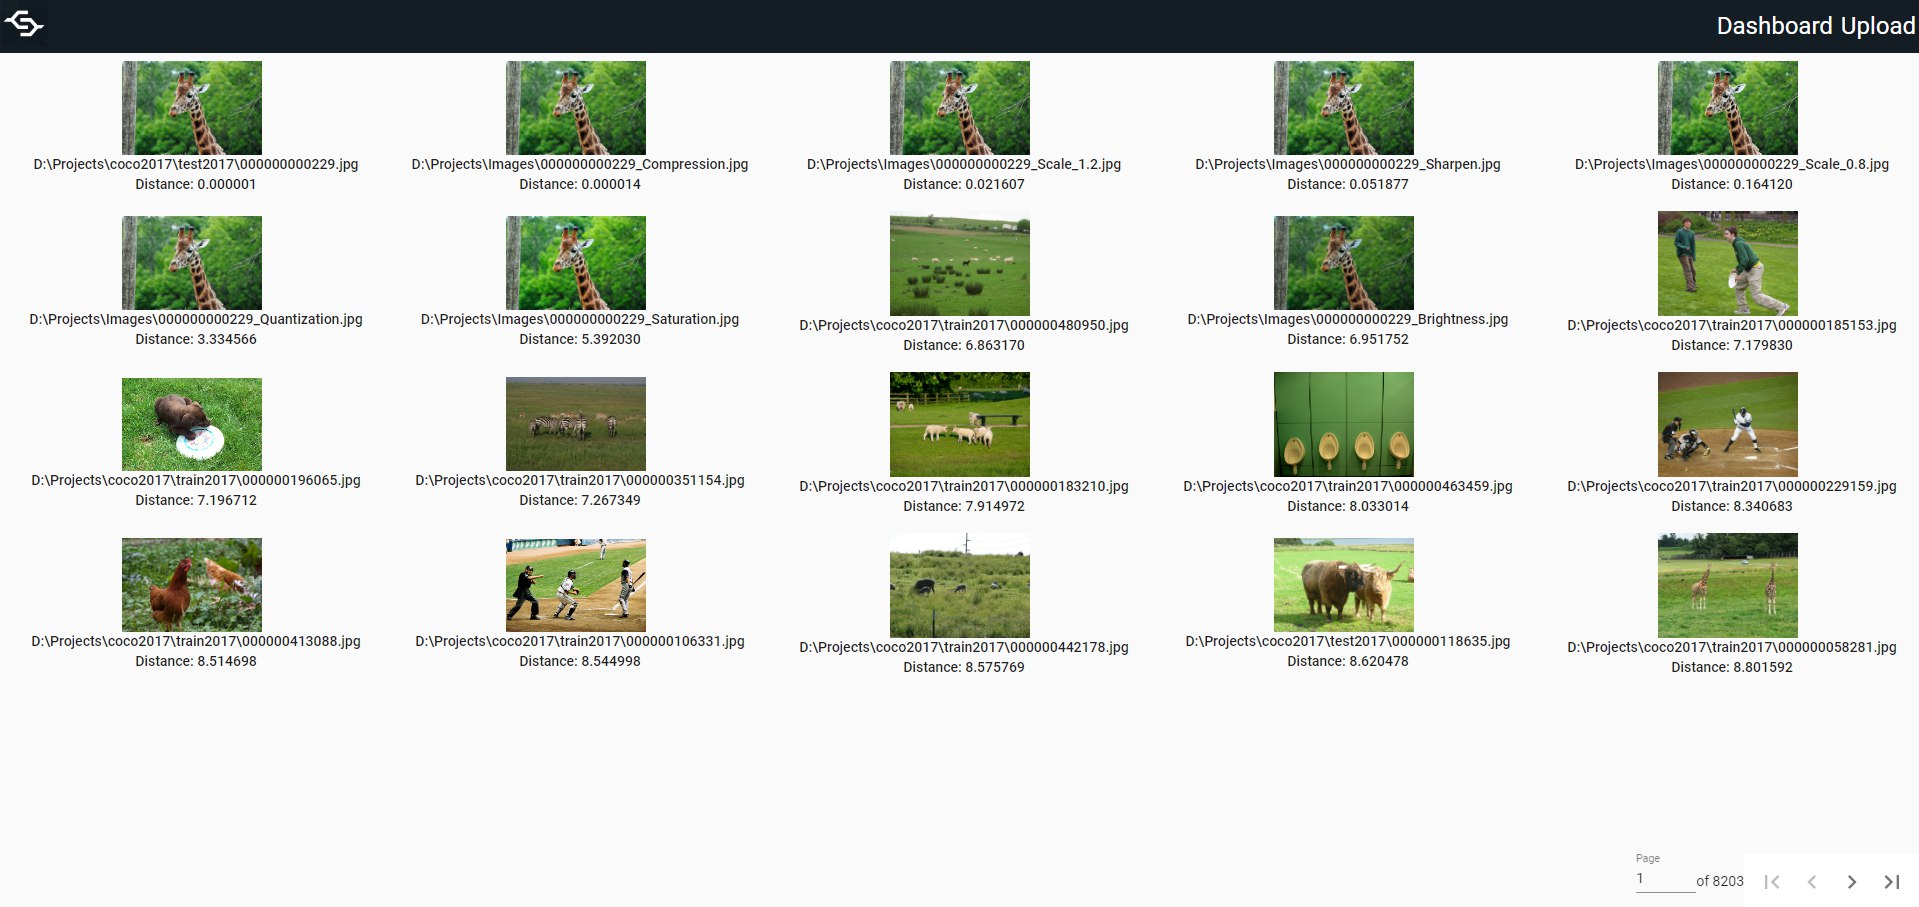 Dashboard Upload
D:\Projects\coco2017\test2017\000000000229.jpg
Distance: 0.000001
D:\Projects\Images\000000000229_Compression.jpg
Distance: 0.000014
D:\Projects\Images\000000000229_Scale_1.2.jpg
Distance: 0.021607
D:\Projects\Images\000000000229_Sharpen.jpg
Distance: 0.051877
D:\Projects\Images\000000000229_Scale_0.8.jpg
Distance: 0.164120
D:\Projects\Images\000000000229_Quantization.jpg
Distance: 3.334566
D:\Projects\Images\000000000229_Saturation.jpg
Distance: 5.392030
D:\Projects\coco2017\train2017\000000480950.jpg
Distance: 6.863170
D:\Projects\Images\000000000229_Brightness.jpg
Distance: 6.951752
D:\Projects\coco2017\train2017\000000185153.jpg
Distance: 7.179830
D:\Projects\coco2017\train2017\000000196065.jpg
Distance: 7.196712
D:\Projects\coco2017\train2017\000000351154.jpg
Distance: 7.267349
D:\Projects\coco2017\train2017\000000183210.jpg
Distance: 7.914972
D:\Projects\coco2017\train2017\000000463459.jpg
Distance: 8.033014
D:\Projects\coco2017\train2017\000000229159.jpg
Distance: 8.340683
D:\Projects\coco2017\train2017\000000413088.jpg
Distance: 8.514698
D:\Projects\coco2017\train2017\000000106331.jpg
Distance: 8.544998
D:\Projects\coco2017\train2017\000000442178.jpg
Distance: 8.575769
D:\Projects\coco2017\test2017\000000118635.jpg
Distance: 8.620478
D:\Projects\coco2017\train2017\000000058281.jpg
Distance: 8.801592
Page
1 of 8203